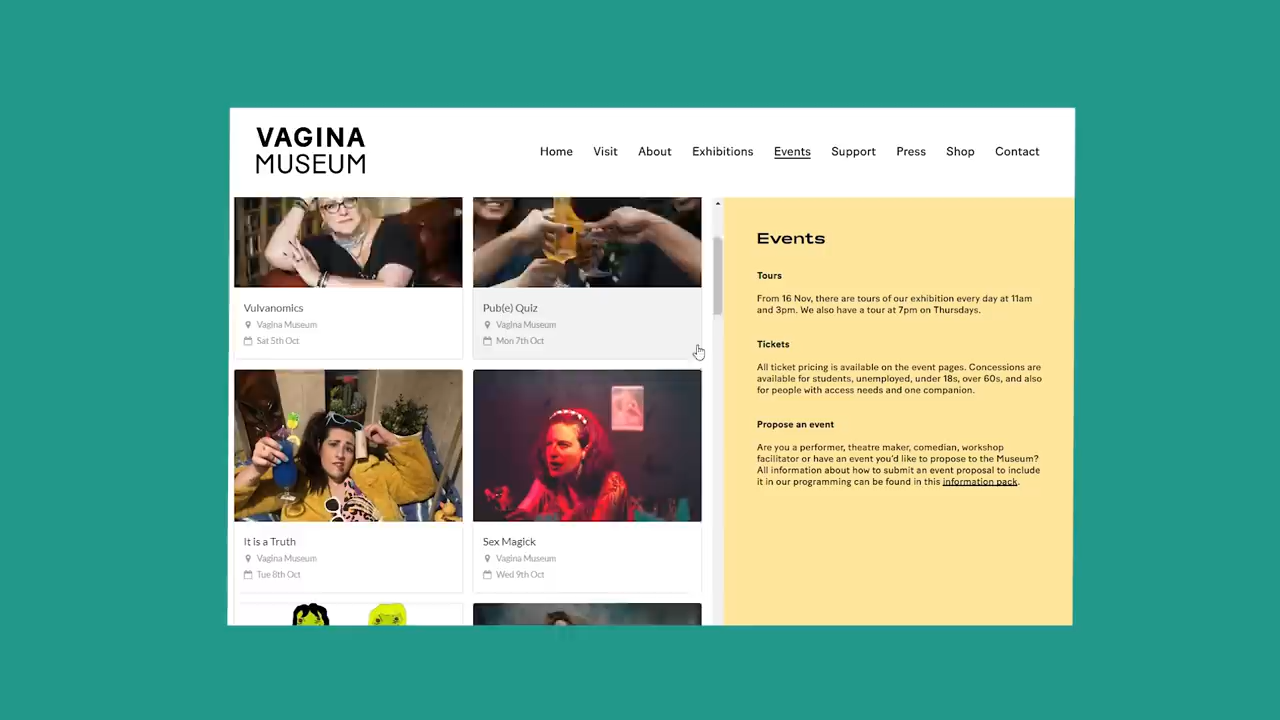 VAGINA
MUSEUM
Home Visit About Exhibitions Events Support Press Shop Contact
Vulvanomics
Vagina Museum
Sat 5th Oct
Pub(e) Quiz
Vagina Museum
Mon 7th Oct
It is a Truth
Vagina Museum
Tue 8th Oct
Sex Magick
Vagina Museum
Wed 9th Oct
Events
Tours
From 16 Nov, there are tours of our exhibition every day at 11am
and 3pm. We also have a tour at 7pm on Thursdays.
Tickets
All ticket pricing is available on the event pages. Concessions are
available for students, unemployed, under 18s, over 60s, and also
for people with access needs and one companion.
Propose an event
Are you a performer, theatre maker, comedian, workshop
facilitator or have an event you'd like to propose to the Museum?
All information about how to submit an event proposal to include
it in our programming can be found in this information pack.